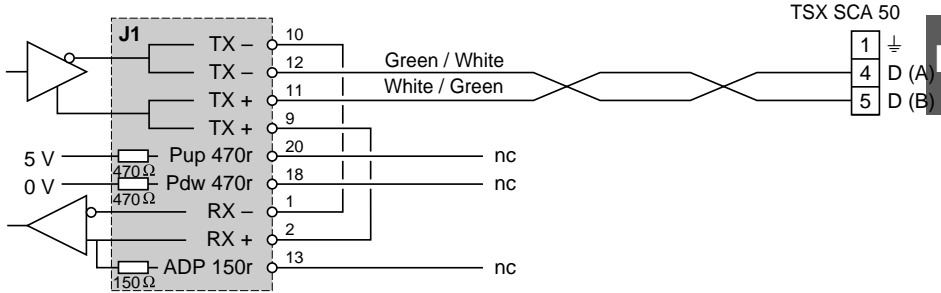 TSX SCA 50
J1
TX – 10
TX – 12 Green / White
TX + 11 White / Green
TX + 9
5 V 470 Ω Pup 470r 20 nc
0 V 470 Ω Pdw 470r 18 nc
RX – 1
RX + 2
150 Ω ADP 150r 13 nc
1
4 D (A)
5 D (B)